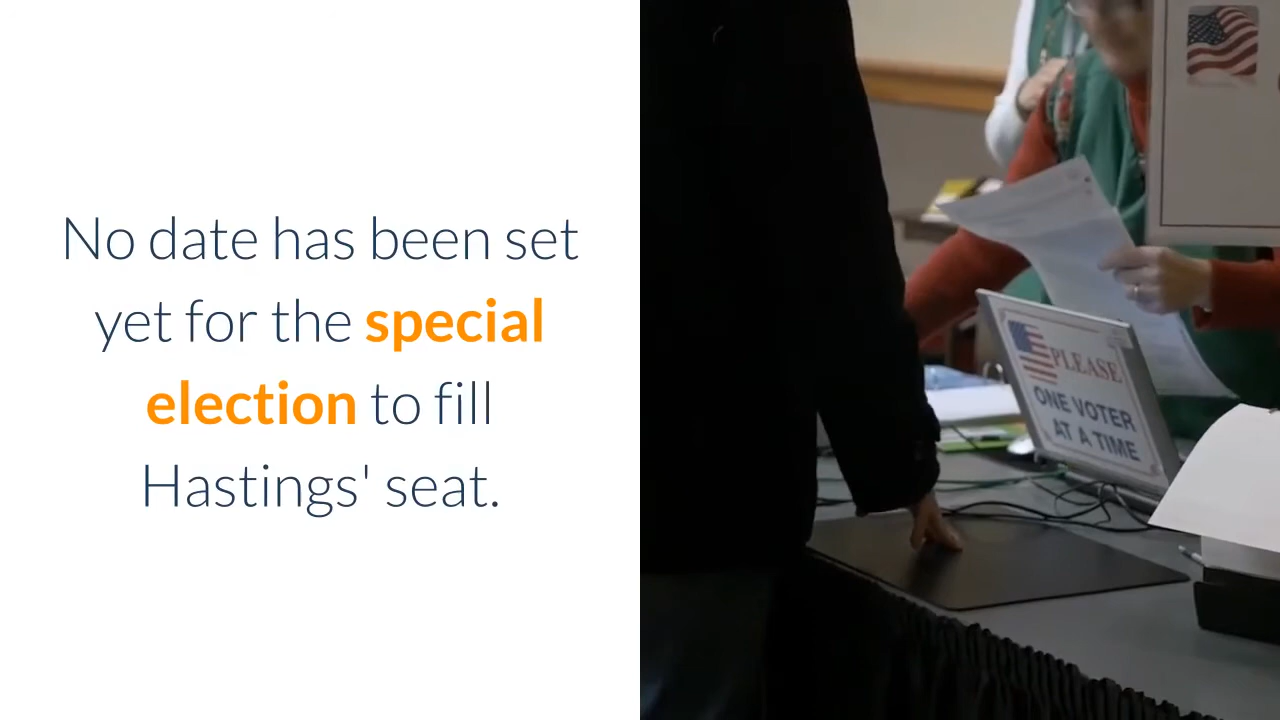 No date has been set
yet for the special
election to fill
Hastings' seat.
PLEASE
ONE VOTER
AT A TIME